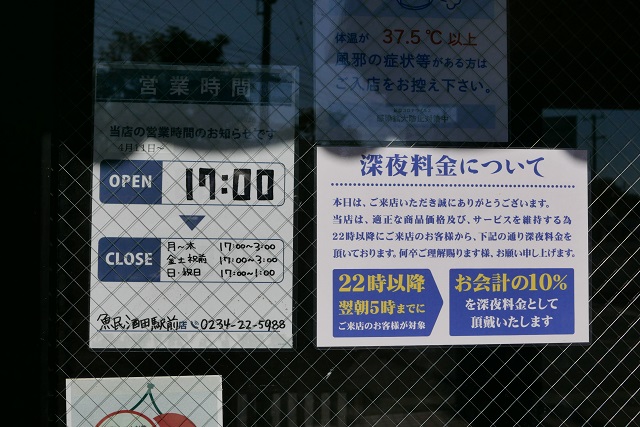 体温が 37.5℃以上
風邪の症状等がある方は
ご入店をお控え下さい。
営業時間
当店の営業時間のお知らせです
4月11日～
OPEN 17:00
CLOSE
月～木 17:00～3:00
金土祝前 17:00～3:00
日・祝日 17:00～1:00
魚民酒田駅前店 0234-22-5988
深夜料金について
本日は、ご来店いただき誠にありがとうございます。
当店は、適正な商品価格及び、サービスを維持する為
22時以降にご来店のお客様から、下記の通り深夜料金を
頂いております。何卒ご理解賜ります様、お願い申し上げます。
22時以降
翌朝5時までに
ご来店のお客様が対象
お会計の10%
を深夜料金として
頂戴いたします